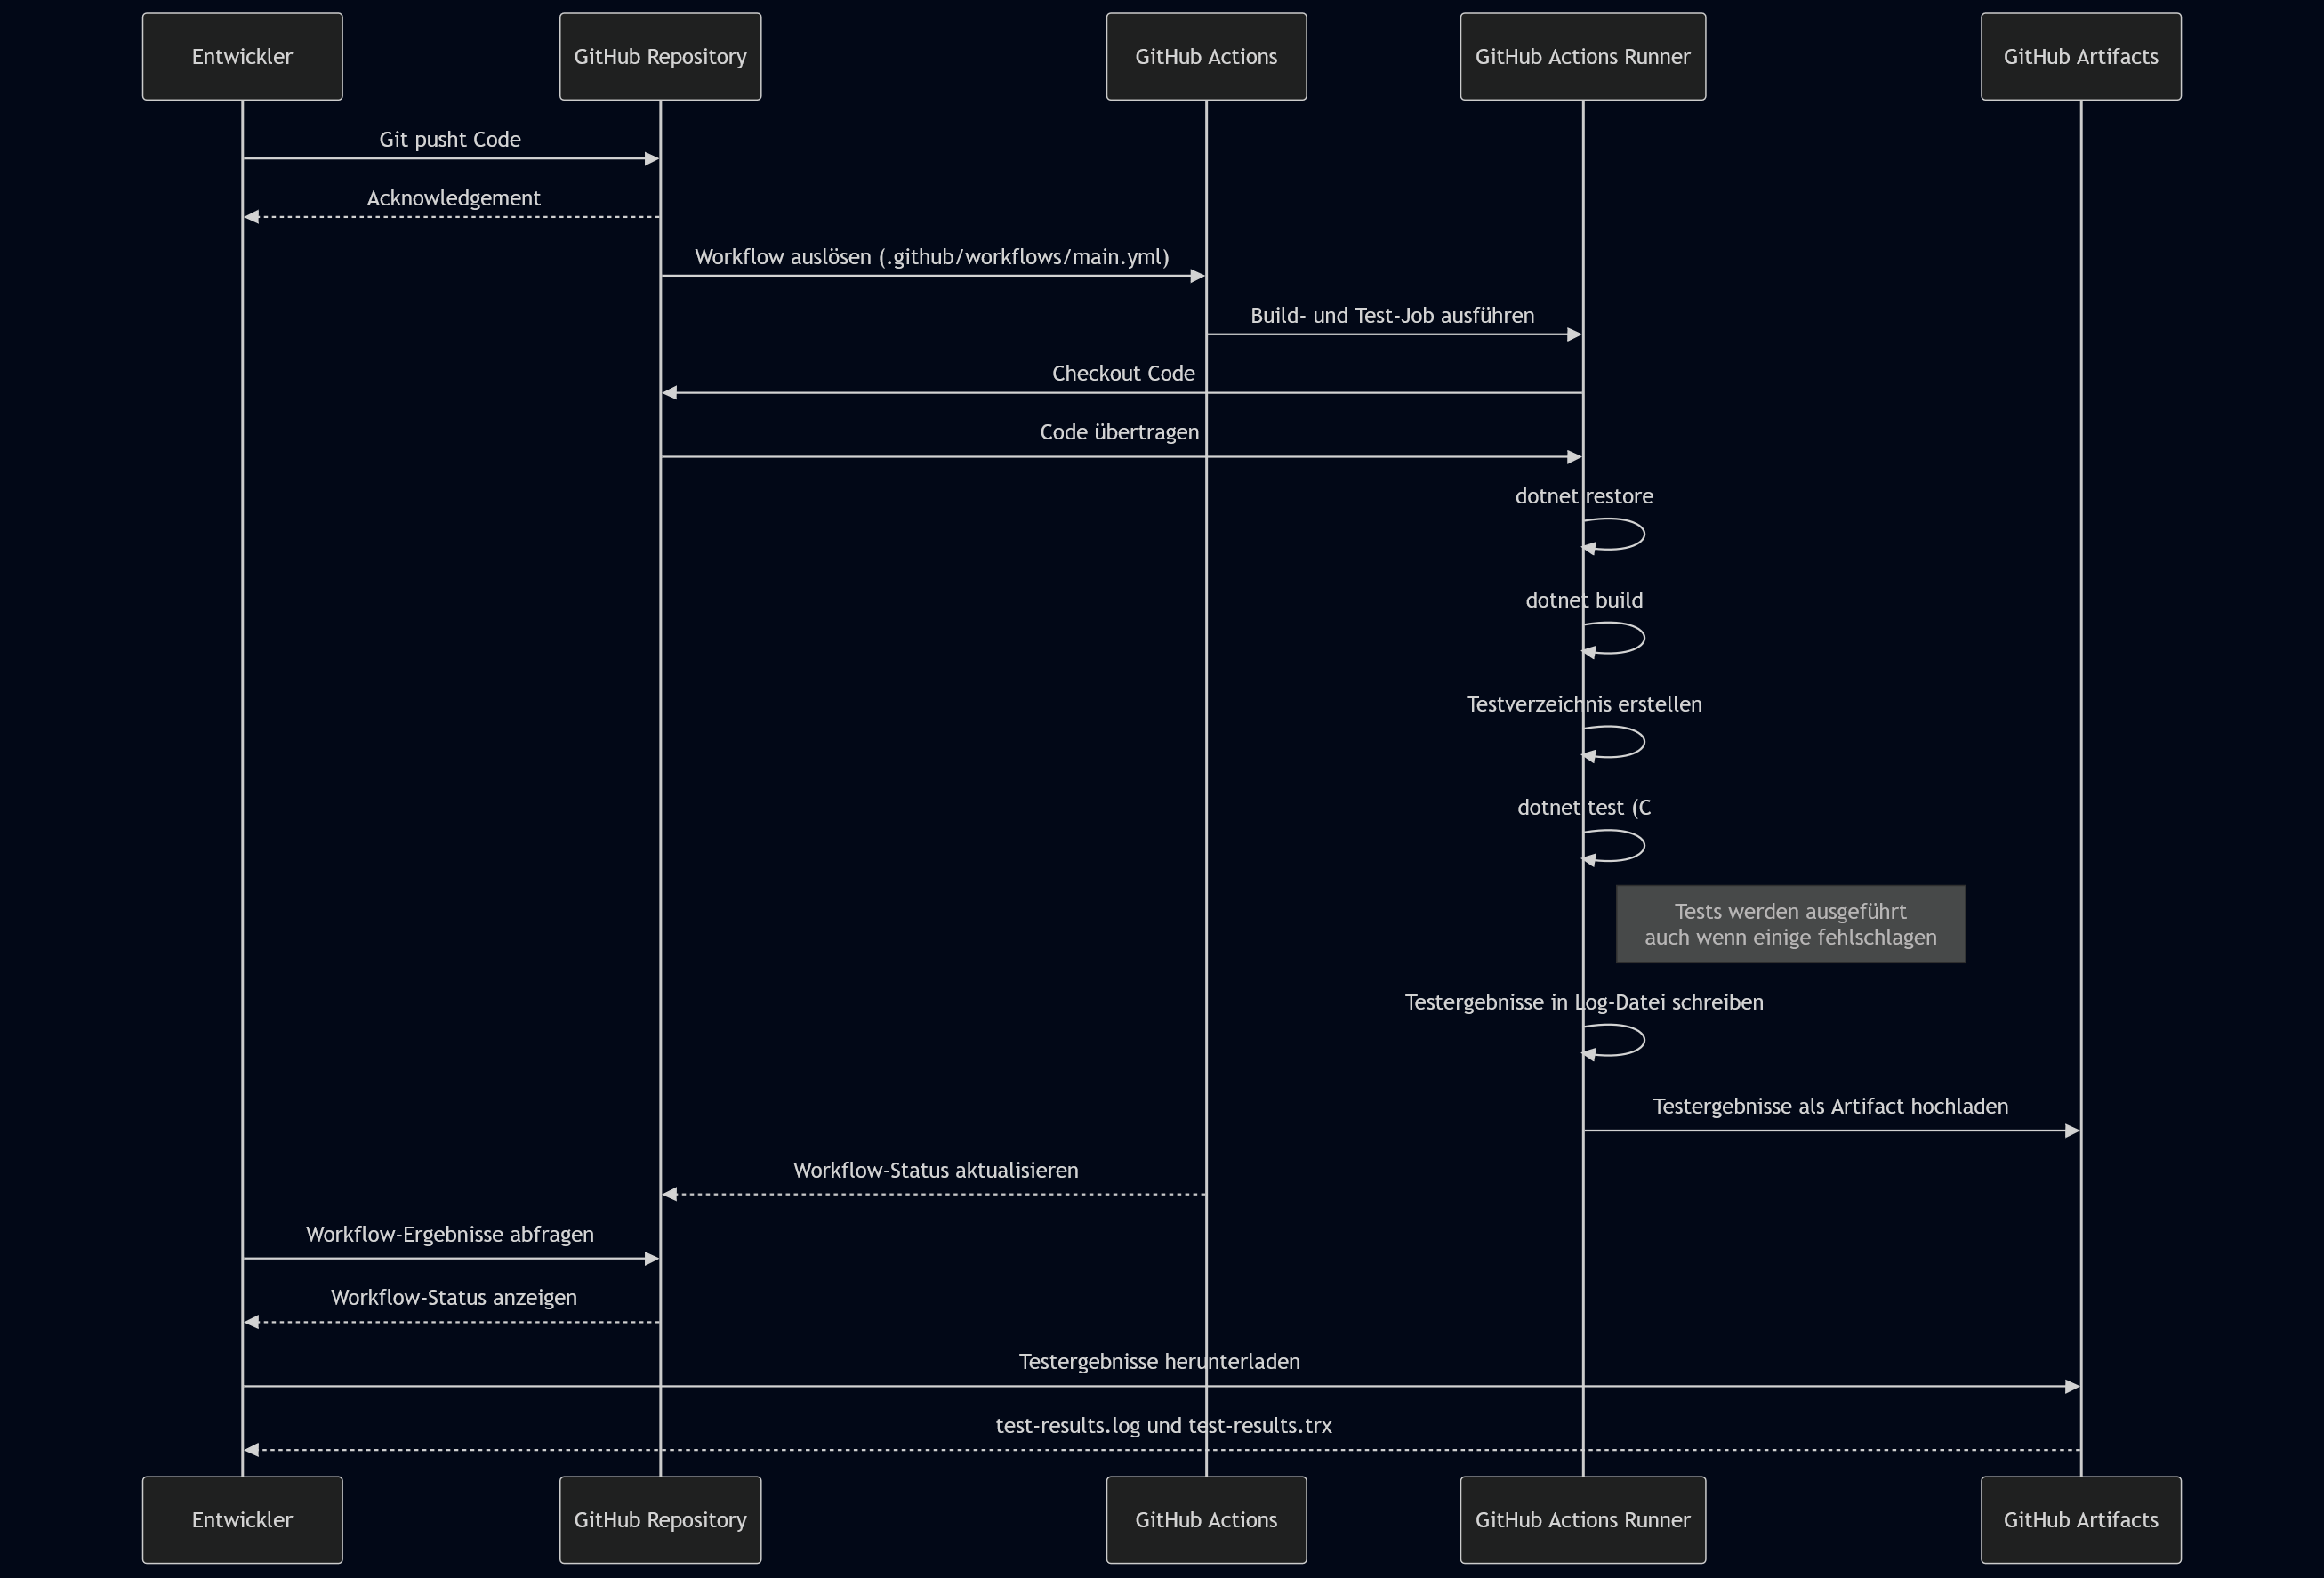 Entwickler
GitHub Repository
GitHub Actions
GitHub Actions Runner
GitHub Artifacts
Git pusht Code
Acknowledgement
Workflow auslösen (.github/workflows/main.yml)
Build- und Test-Job ausführen
Checkout Code
Code übertragen
dotnet restore
dotnet build
Testverzeichnis erstellen
dotnet test (C
Tests werden ausgeführt
auch wenn einige fehlschlagen
Testergebnisse in Log-Datei schreiben
Testergebnisse als Artifact hochladen
Workflow-Status aktualisieren
Workflow-Ergebnisse abfragen
Workflow-Status anzeigen
Testergebnisse herunterladen
test-results.log und test-results.trx
Entwickler
GitHub Repository
GitHub Actions
GitHub Actions Runner
GitHub Artifacts